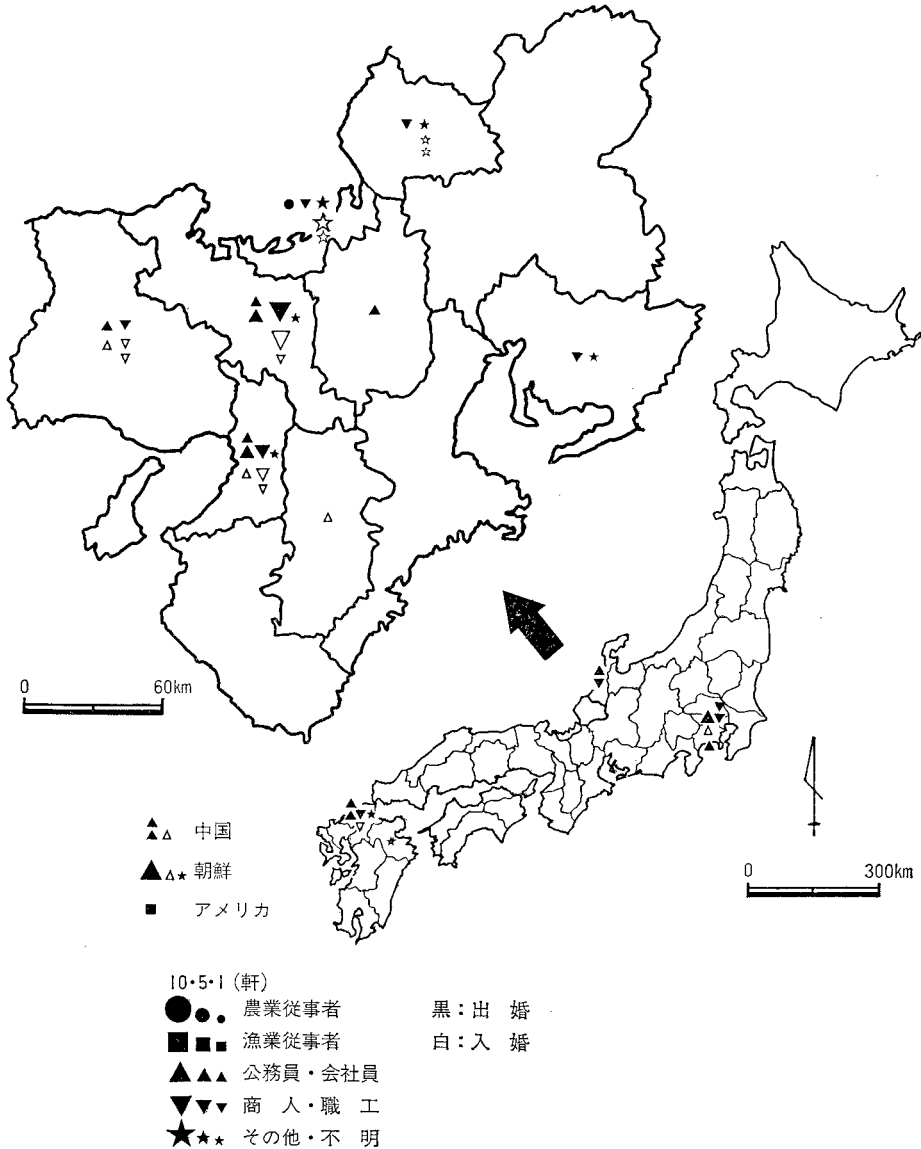 0 60km
中国
朝鮮
アメリカ
0 300km
10・5・1(軒)
農業従事者 黒:出 婚
漁業従事者 白:入 婚
公務員・会社員
商 人・職 工
その他・不 明